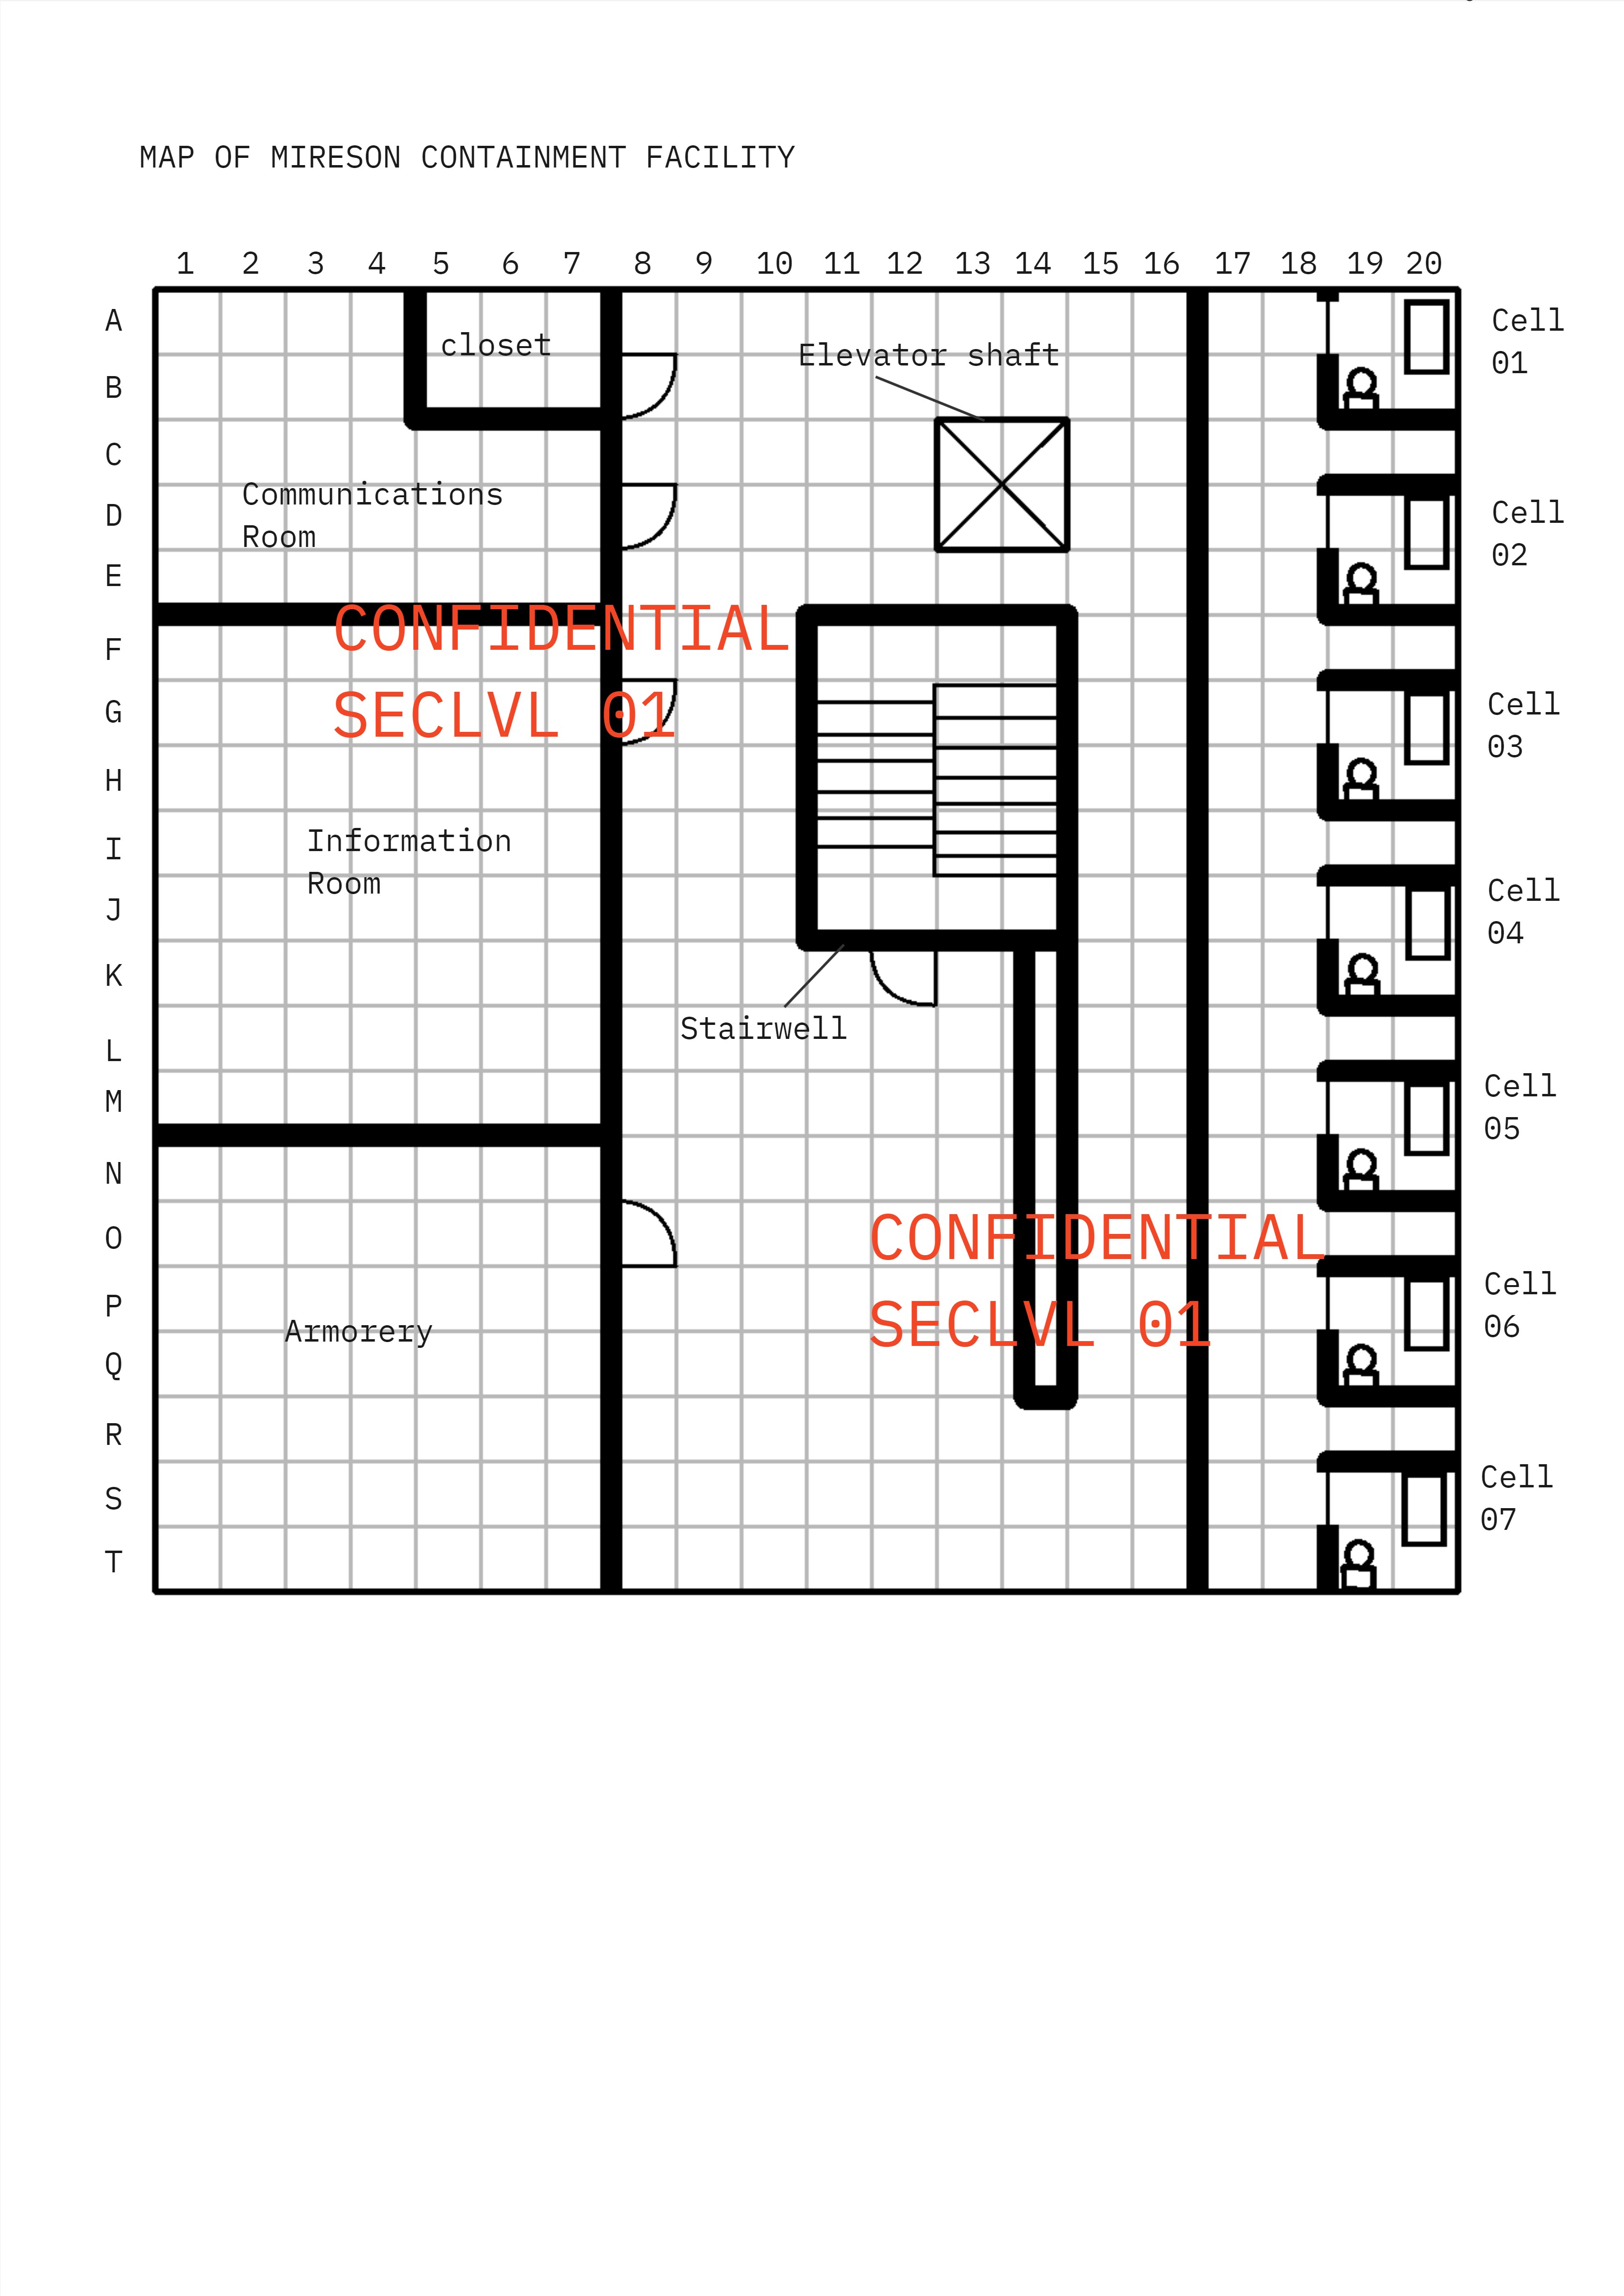 MAP OF MIRESON CONTAINMENT FACILITY
1 2 3 4 5 6 7 8 9 10 11 12 13 14 15 16 17 18 19 20
A
B
C
D
E
F
G
H
I
J
K
L
M
N
O
P
Q
R
S
T
closet
Elevator shaft
Communications
Room
CONFIDENTIAL
SECLVL 01
Information
Room
Stairwell
CONFIDENTIAL
SECLVL 01
Armorery
Cell
01
Cell
02
Cell
03
Cell
04
Cell
05
Cell
06
Cell
07